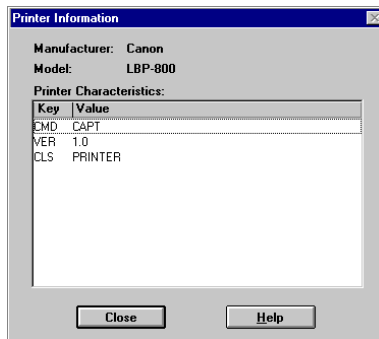 Printer Information
Manufacturer: Canon
Model: LBP-800
Printer Characteristics:
Key Value
CMD CAPT
VER 1.0
CLS PRINTER
Close Help